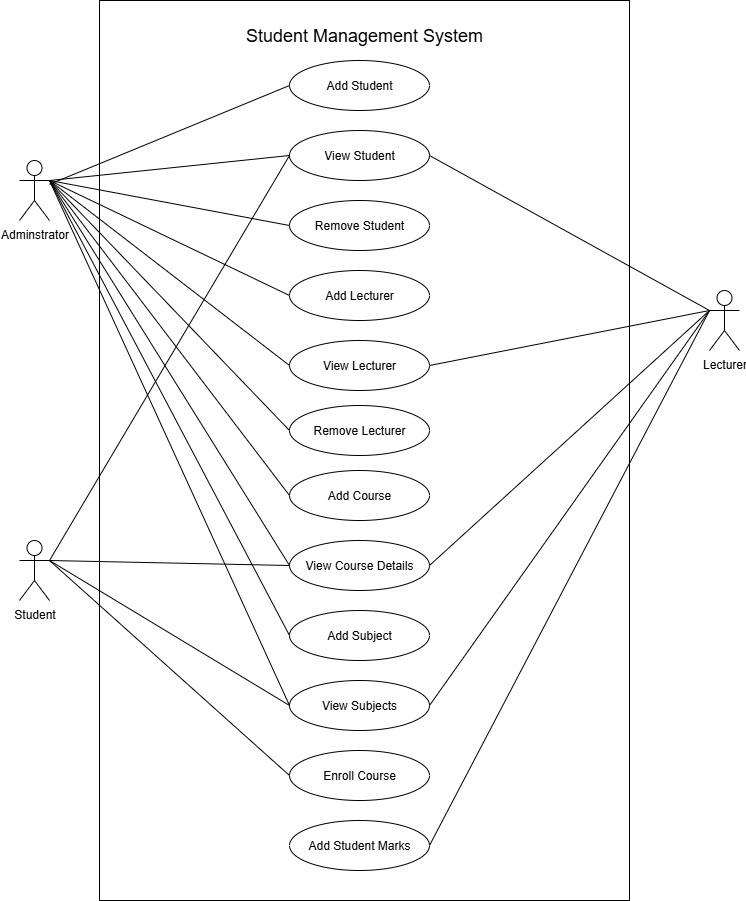 Student Management System
Add Student
View Student
Remove Student
Adminstrator
Add Lecturer
View Lecturer
Lecturer
Remove Lecturer
Add Course
View Course Details
Student
Add Subject
View Subjects
Enroll Course
Add Student Marks